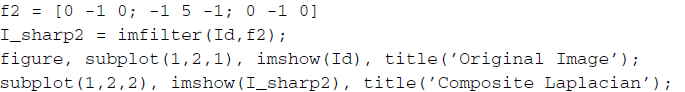 f2 = [0 -1 0; -1 5 -1; 0 -1 0]
I_sharp2 = imfilter(Id,f2);
figure, subplot(1,2,1), imshow(Id), title(’Original Image’);
subplot(1,2,2), imshow(I_sharp2), title(’Composite Laplacian’);